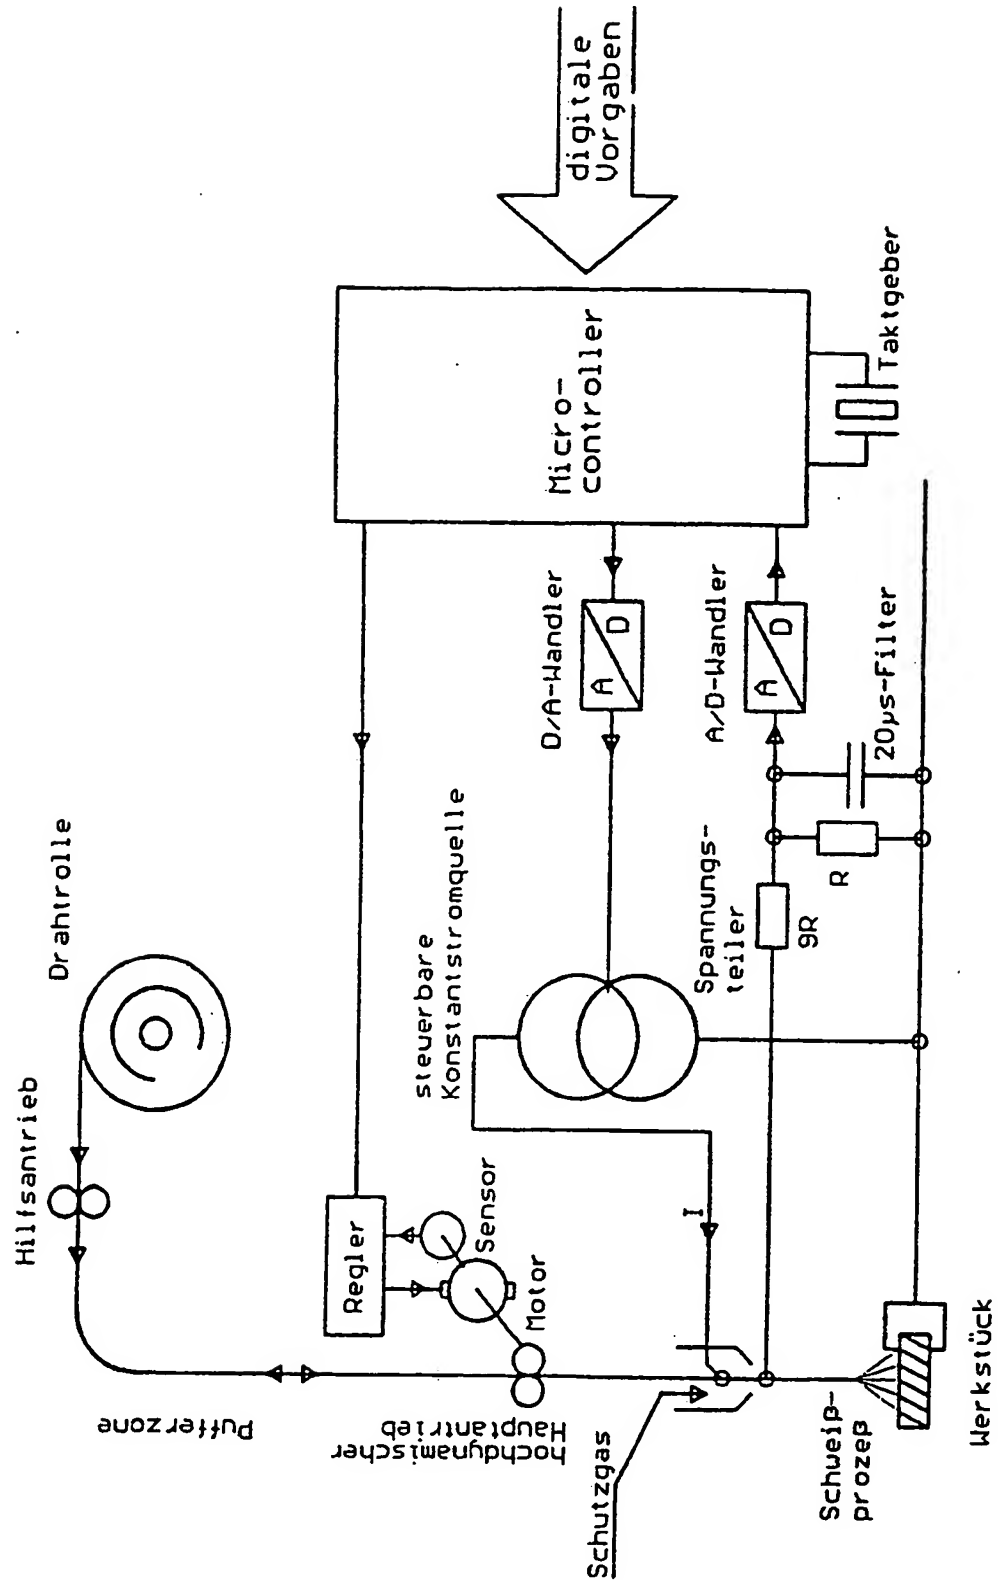 Drahtrolle
Hilfsantrieb
Pufferzone
hochdynamischer
Hauptantrieb
Regler
Sensor
Motor
steuerbare
Konstantstromquelle
D/A-Wandler
A
D
Micro-
controller
digitale
Vorgaben
Taktgeber
A/D-Wandler
A
D
20µs-Filter
Spannungs-
teiler
9R
R
I
Schutzgas
Schweiß-
prozeß
Werkstück